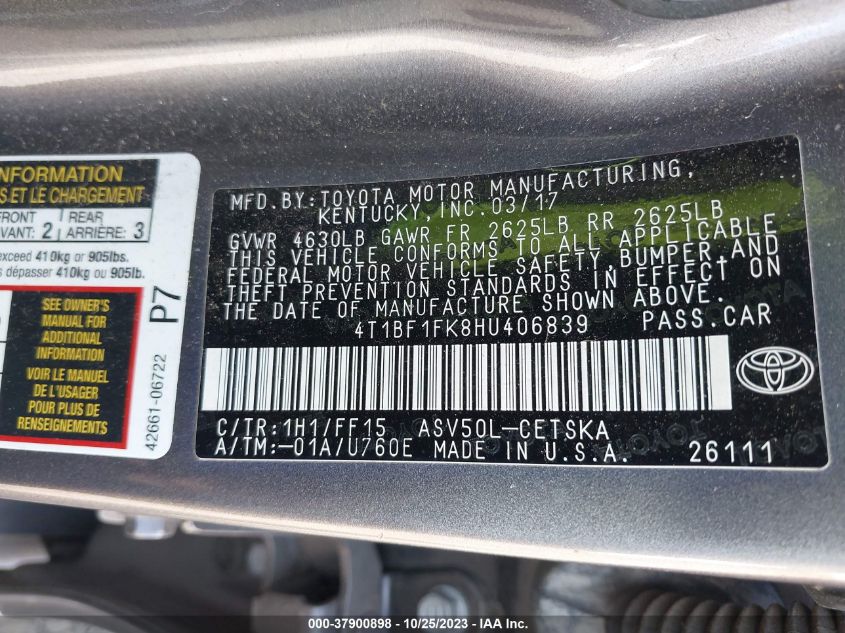 INFORMATION
S ET LE CHARGEMENT
FRONT
VANT: 2
REAR
ARRIÈRE: 3
exceed 410kg or 905lbs.
s dépasser 410kg ou 905lb.
SEE OWNER'S
MANUAL FOR
ADDITIONAL
INFORMATION
VOIR LE MANUEL
DE L'USAGER
POUR PLUS DE
RENSEIGNEMENTS
P7
42661-06722
MFD. BY: TOYOTA MOTOR MANUFACTURING,
KENTUCKY, INC. 03/17
GVWR 4630LB GAWR FR 2625LB RR 2625LB
THIS VEHICLE CONFORMS TO ALL APPLICABLE
FEDERAL MOTOR VEHICLE SAFETY, BUMPER, AND
THEFT PREVENTION STANDARDS IN EFFECT ON
THE DATE OF MANUFACTURE SHOWN ABOVE.
4T1BF1FK8HU406839 PASS.CAR
C/TR:1H1/FF15 ASV50L-CETSKA
A/TM:-01A/U760E MADE IN U.S.A. 26111
000-37900898 - 10/25/2023 - IAA Inc.